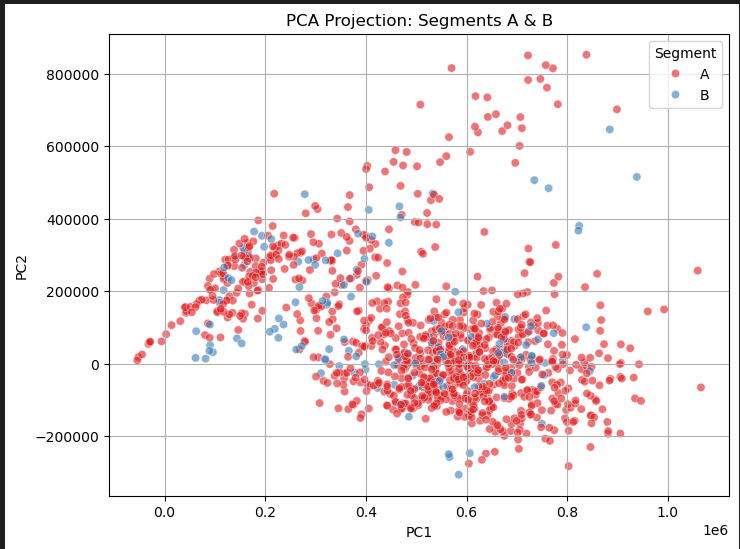 PCA Projection: Segments A & B
Segment
A
B
800000
600000
400000
200000
0
−200000
PC2
0.0 0.2 0.4 0.6 0.8 1.0
1e6
PC1